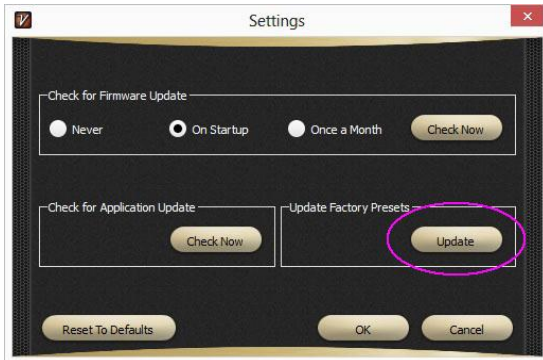 Settings
Check for Firmware Update
Never
On Startup
Once a Month
Check Now
Check for Application Update
Update Factory Presets
Check Now
Update
Reset To Defaults
OK
Cancel